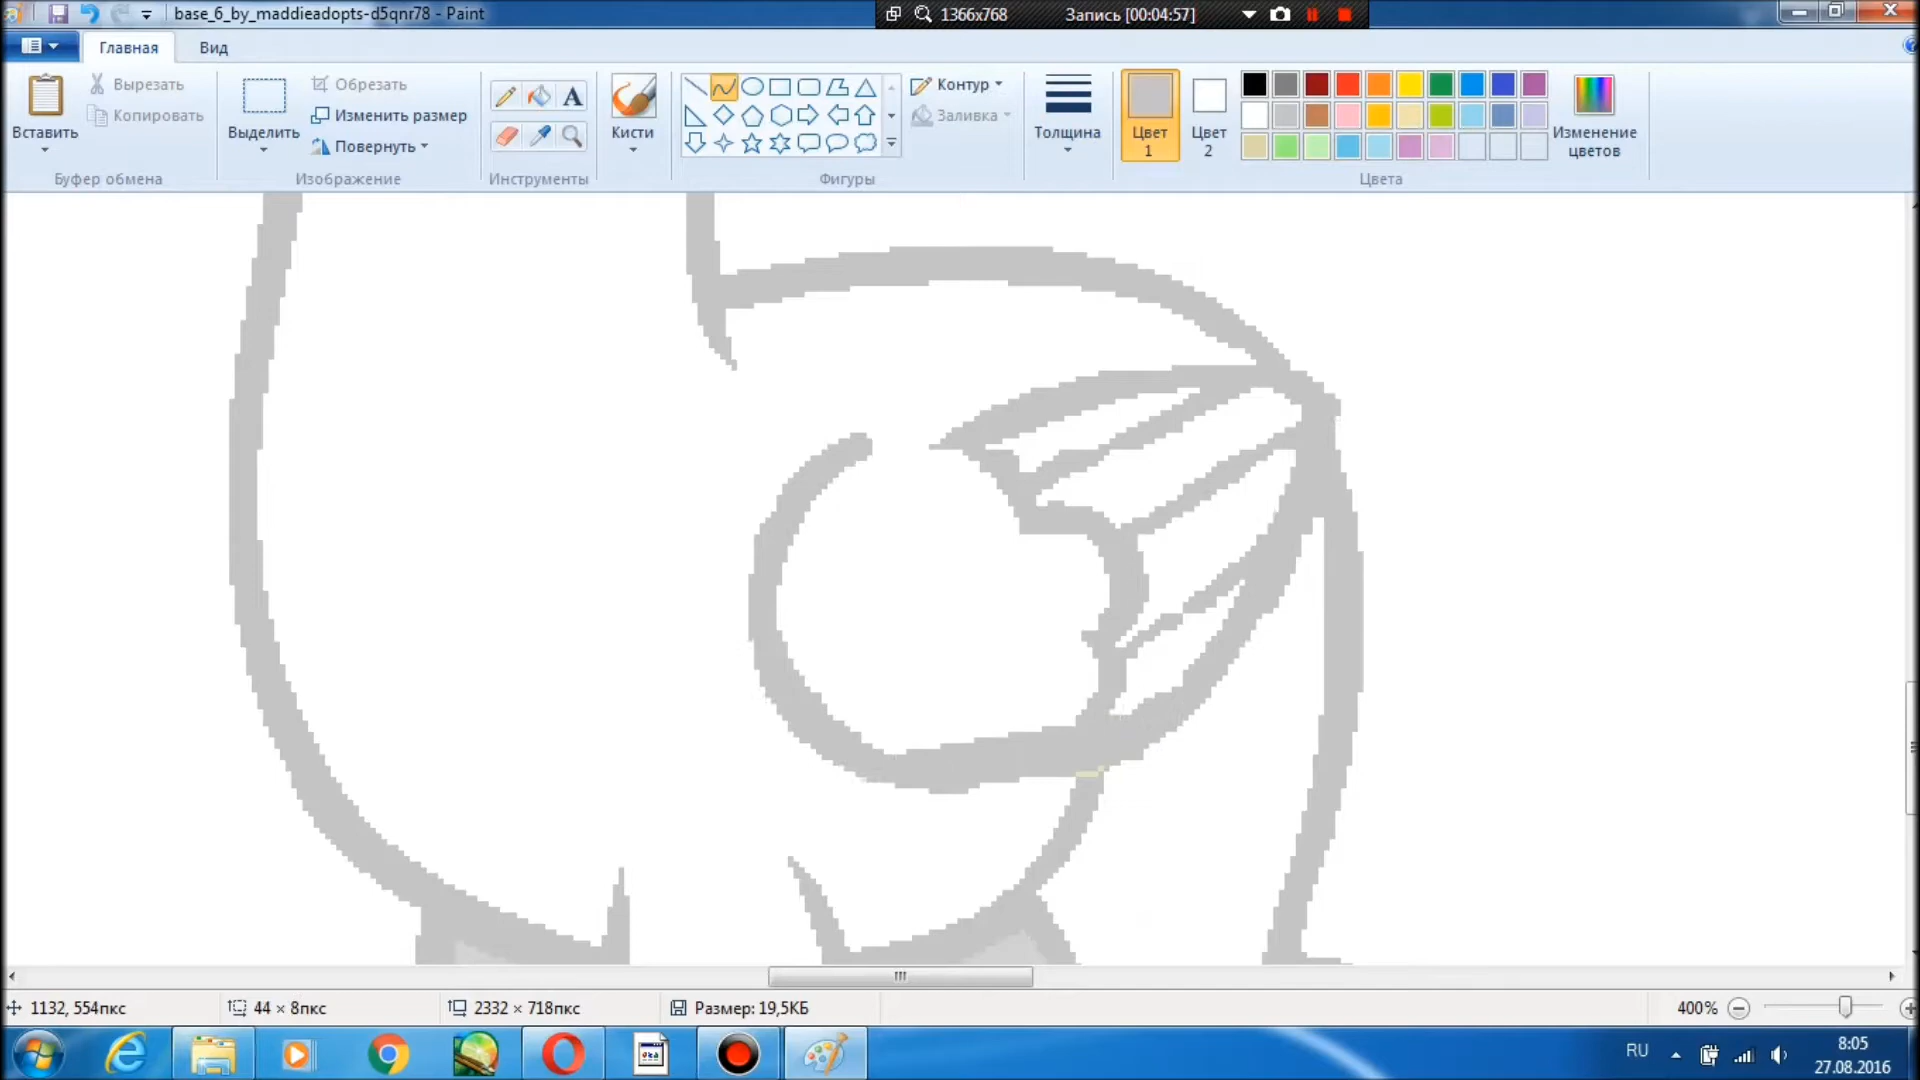 base_6_by_maddieadopts-d5qnr78 - Paint
1366x768 Запись [00:04:57]
Главная Вид
Вставить
Вырезать
Копировать
Буфер обмена
Выделить
Обрезать
Изменить размер
Повернуть
Изображение
A
Инструменты
Кисти
Контур
Заливка
Фигуры
Толщина
Цвет 1
Цвет 2
Изменение цветов
Цвета
1132, 554пкс 44 × 8пкс 2332 × 718пкс Размер: 19,5КБ 400%
RU 8:05
27.08.2016